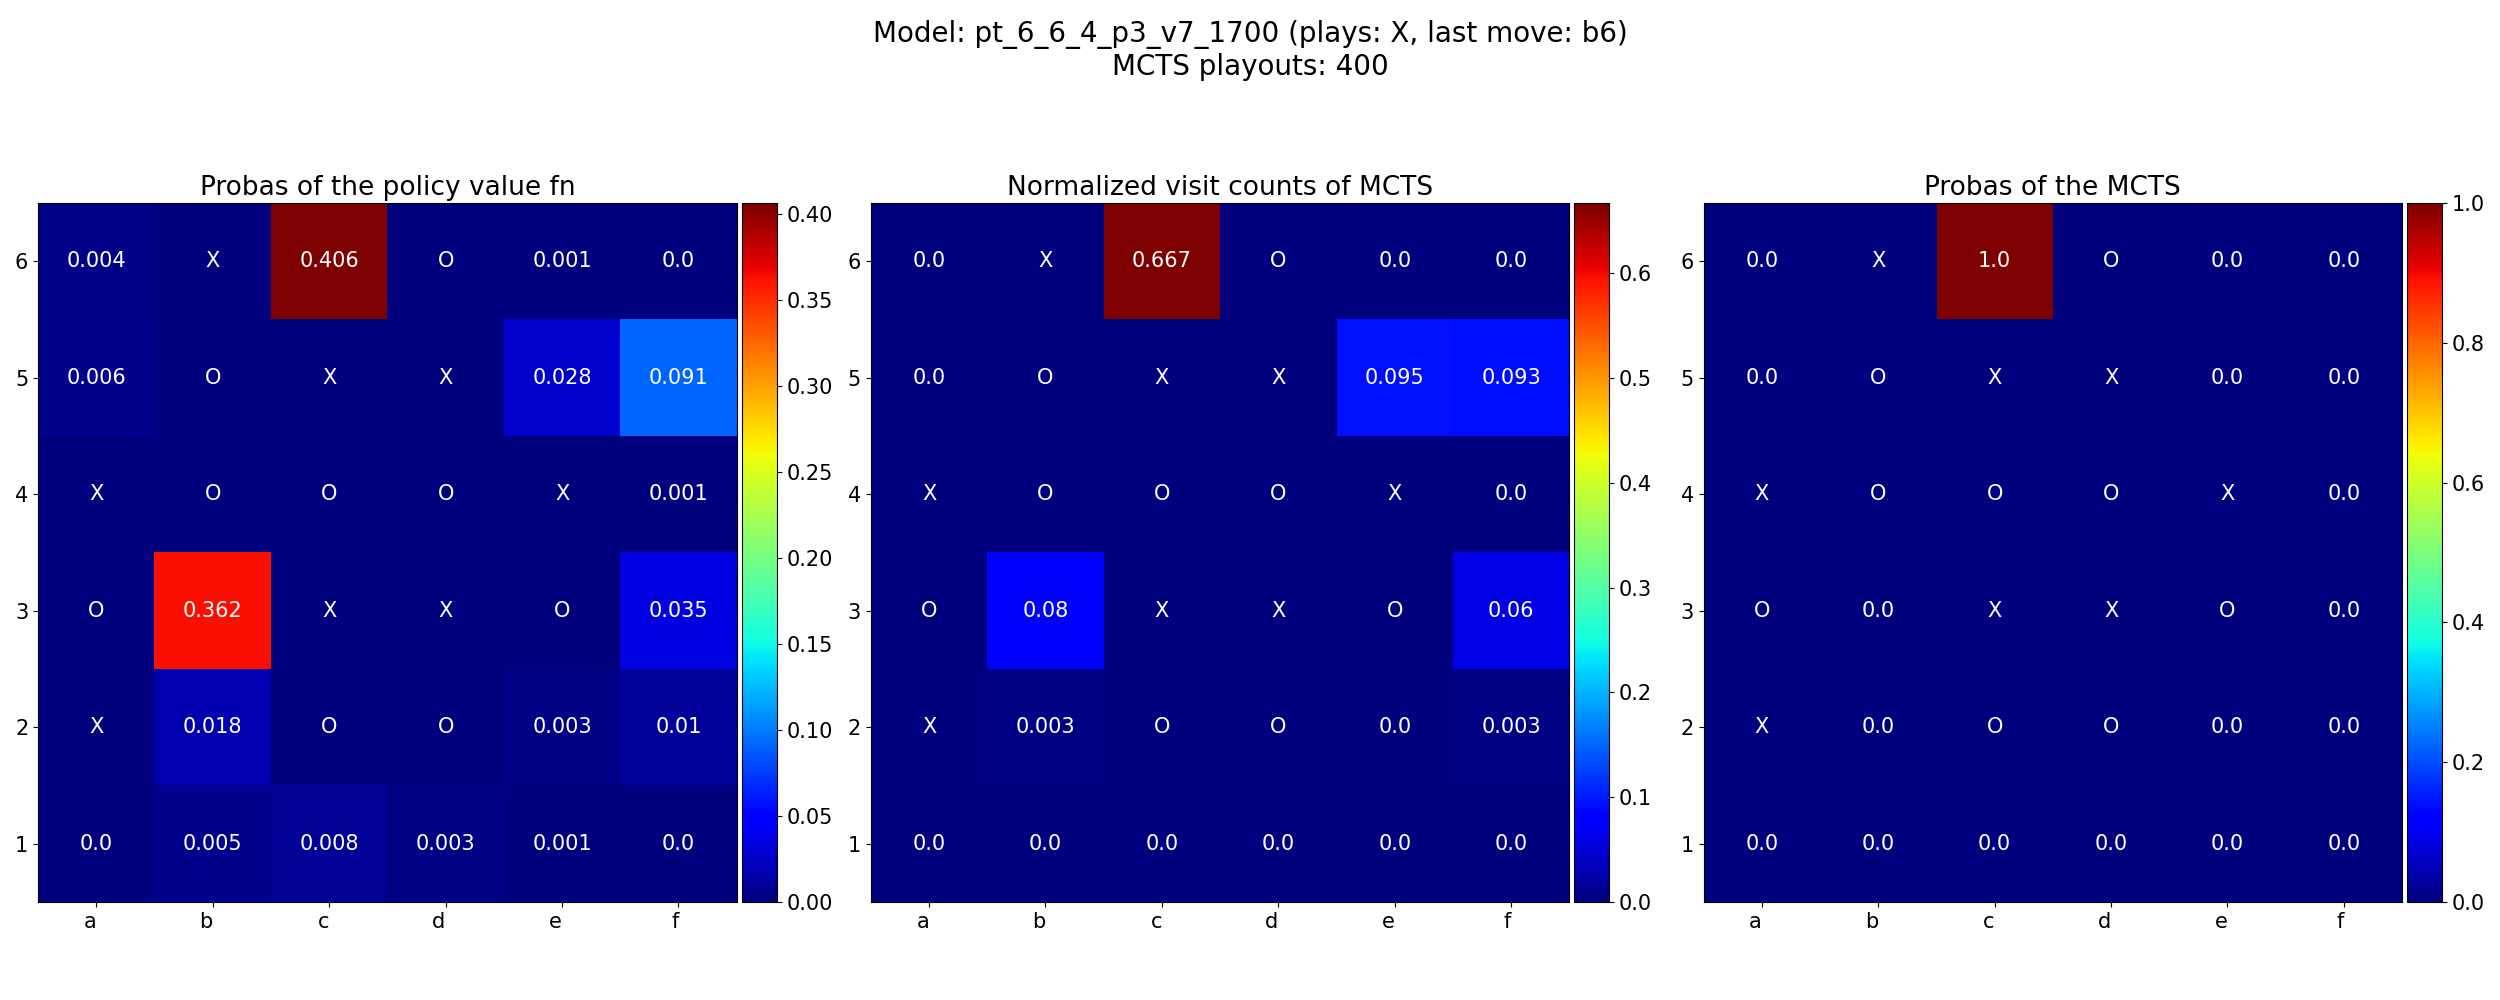 Model: pt_6_6_4_p3_v7_1700 (plays: X, last move: b6)
MCTS playouts: 400
Probas of the policy value fn
6 0.004 X 0.406 O 0.001 0.0
5 0.006 O X X 0.028 0.091
4 X O O O X 0.001
3 O 0.362 X X O 0.035
2 X 0.018 O O 0.003 0.01
1 0.0 0.005 0.008 0.003 0.001 0.0
a b c d e f
0.40
0.35
0.30
0.25
0.20
0.15
0.10
0.05
0.00
Normalized visit counts of MCTS
6 0.0 X 0.667 O 0.0 0.0
5 0.0 O X X 0.095 0.093
4 X O O O X 0.0
3 O 0.08 X X O 0.06
2 X 0.003 O O 0.0 0.003
1 0.0 0.0 0.0 0.0 0.0 0.0
a b c d e f
0.6
0.5
0.4
0.3
0.2
0.1
0.0
Probas of the MCTS
6 0.0 X 1.0 O 0.0 0.0
5 0.0 O X X 0.0 0.0
4 X O O O X 0.0
3 O 0.0 X X O 0.0
2 X 0.0 O O 0.0 0.0
1 0.0 0.0 0.0 0.0 0.0 0.0
a b c d e f
1.0
0.8
0.6
0.4
0.2
0.0